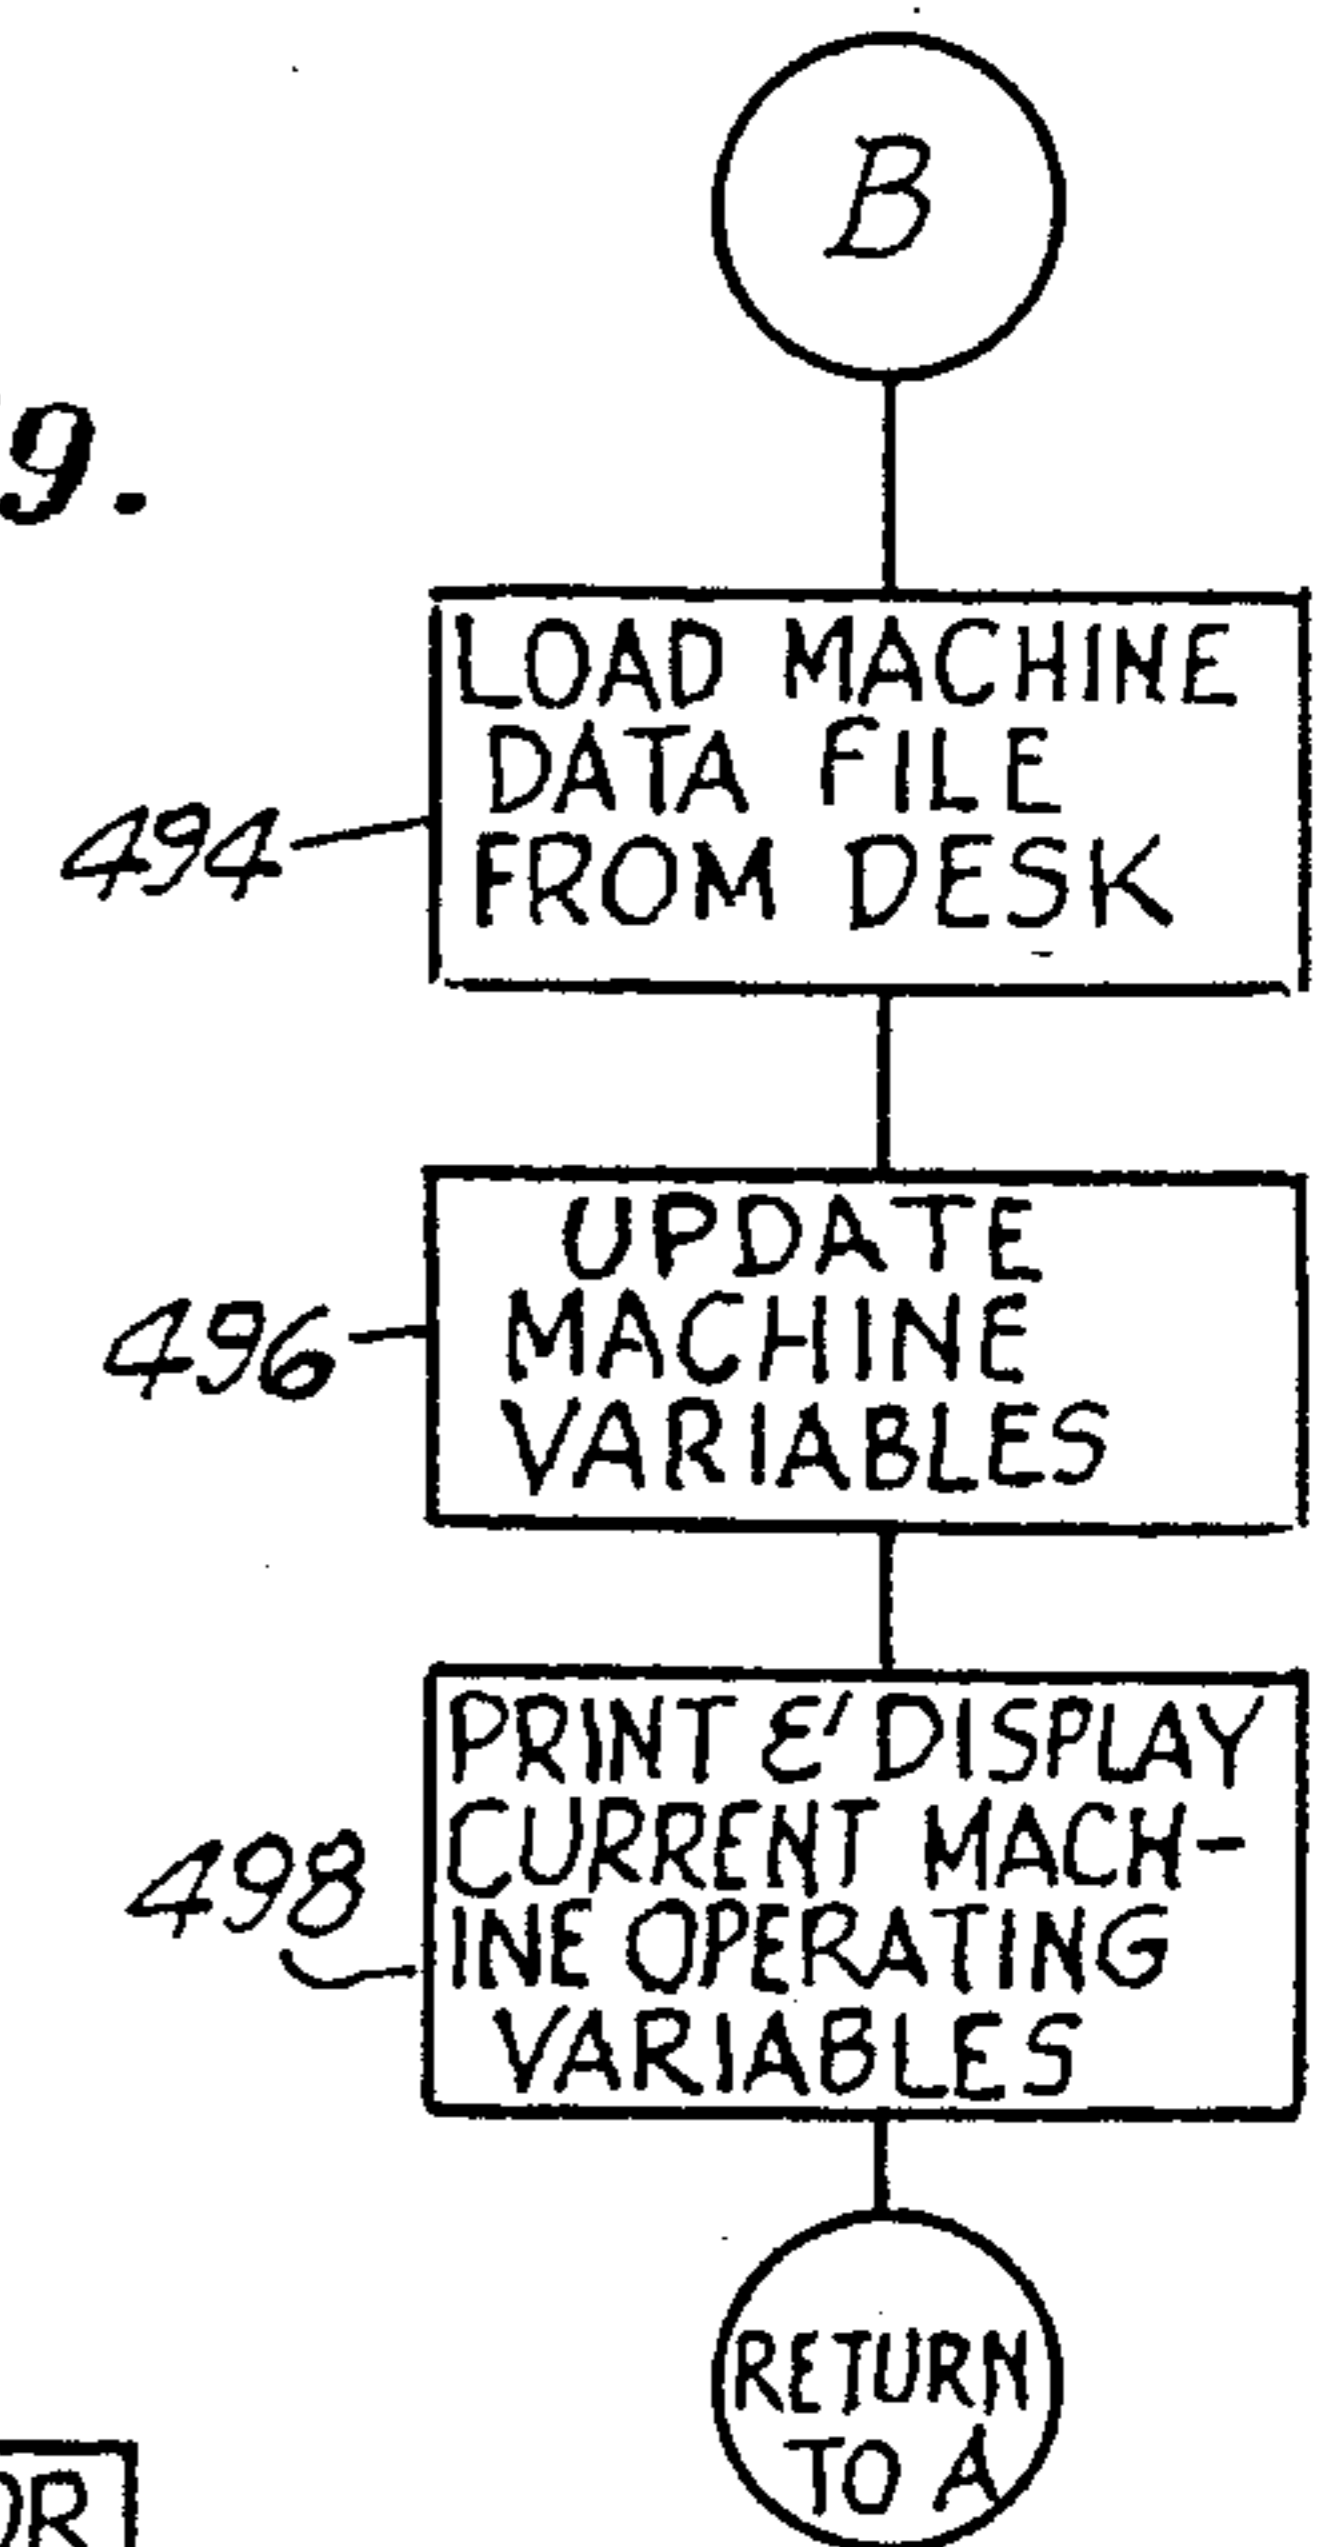 B
9.
LOAD MACHINE
DATA FILE
FROM DESK
494
UPDATE
MACHINE
VARIABLES
496
PRINT & DISPLAY
CURRENT MACH-
INE OPERATING
VARIABLES
498
RETURN
TO A
OR